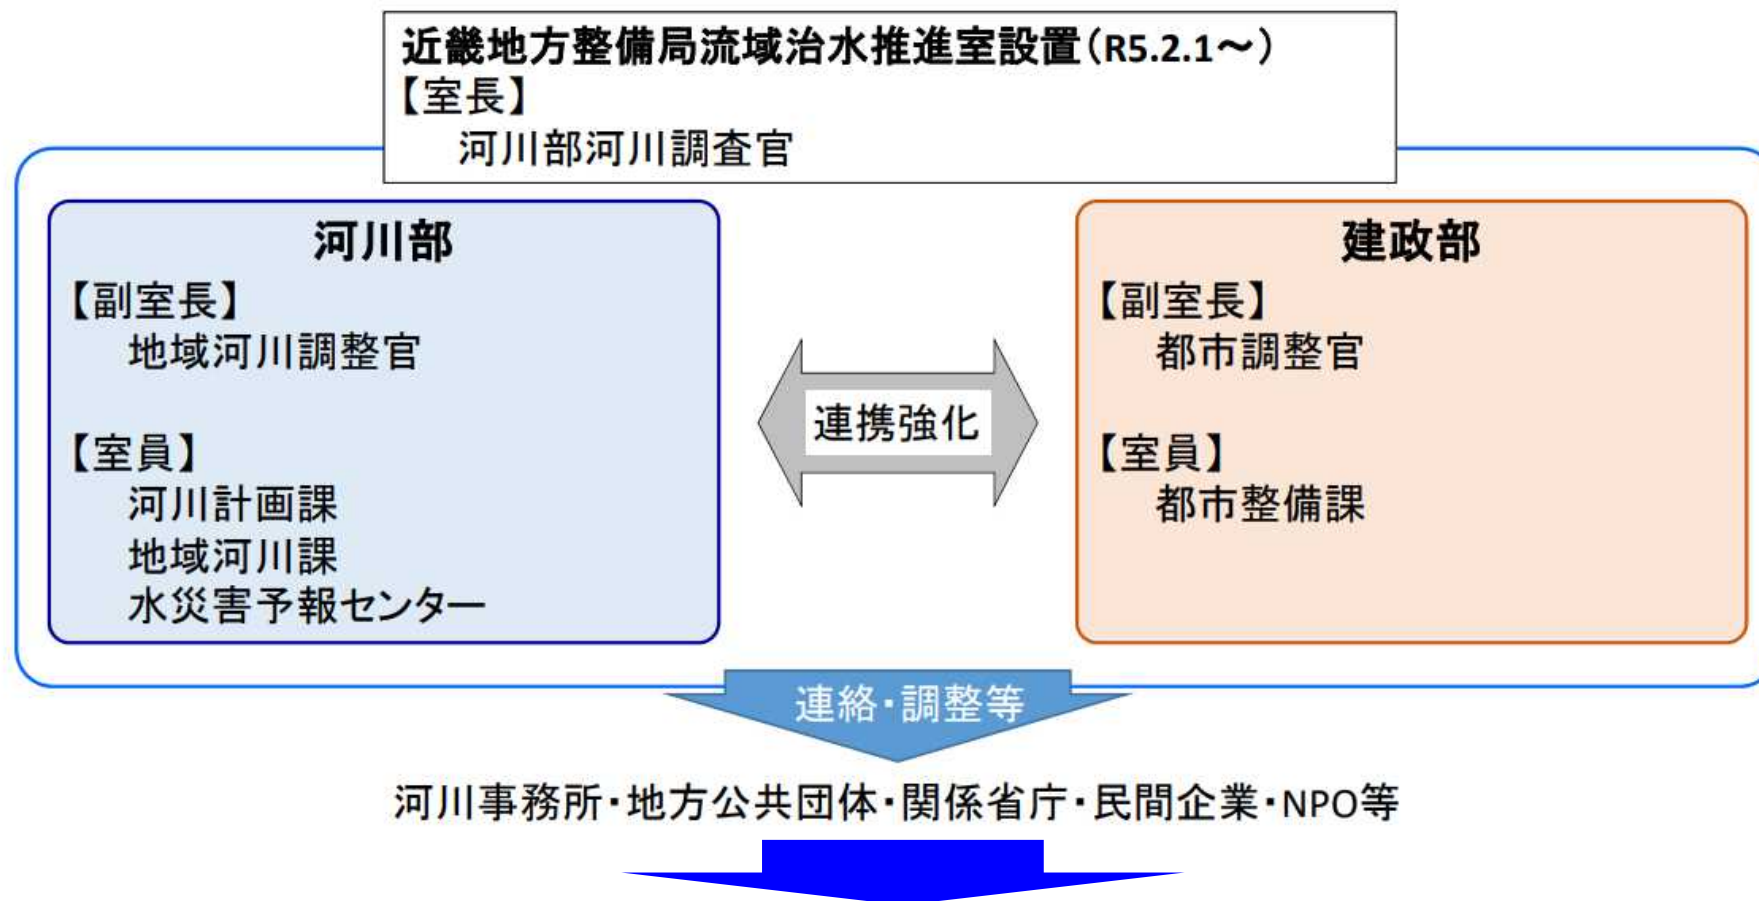 近畿地方整備局流域治水推進室設置（R5.2.1～）
【室長】
河川部河川調査官
河川部
【副室長】
地域河川調整官
【室員】
河川計画課
地域河川課
水災害予報センター
連携強化
建政部
【副室長】
都市調整官
【室員】
都市整備課
連絡・調整等
河川事務所・地方公共団体・関係省庁・民間企業・NPO等